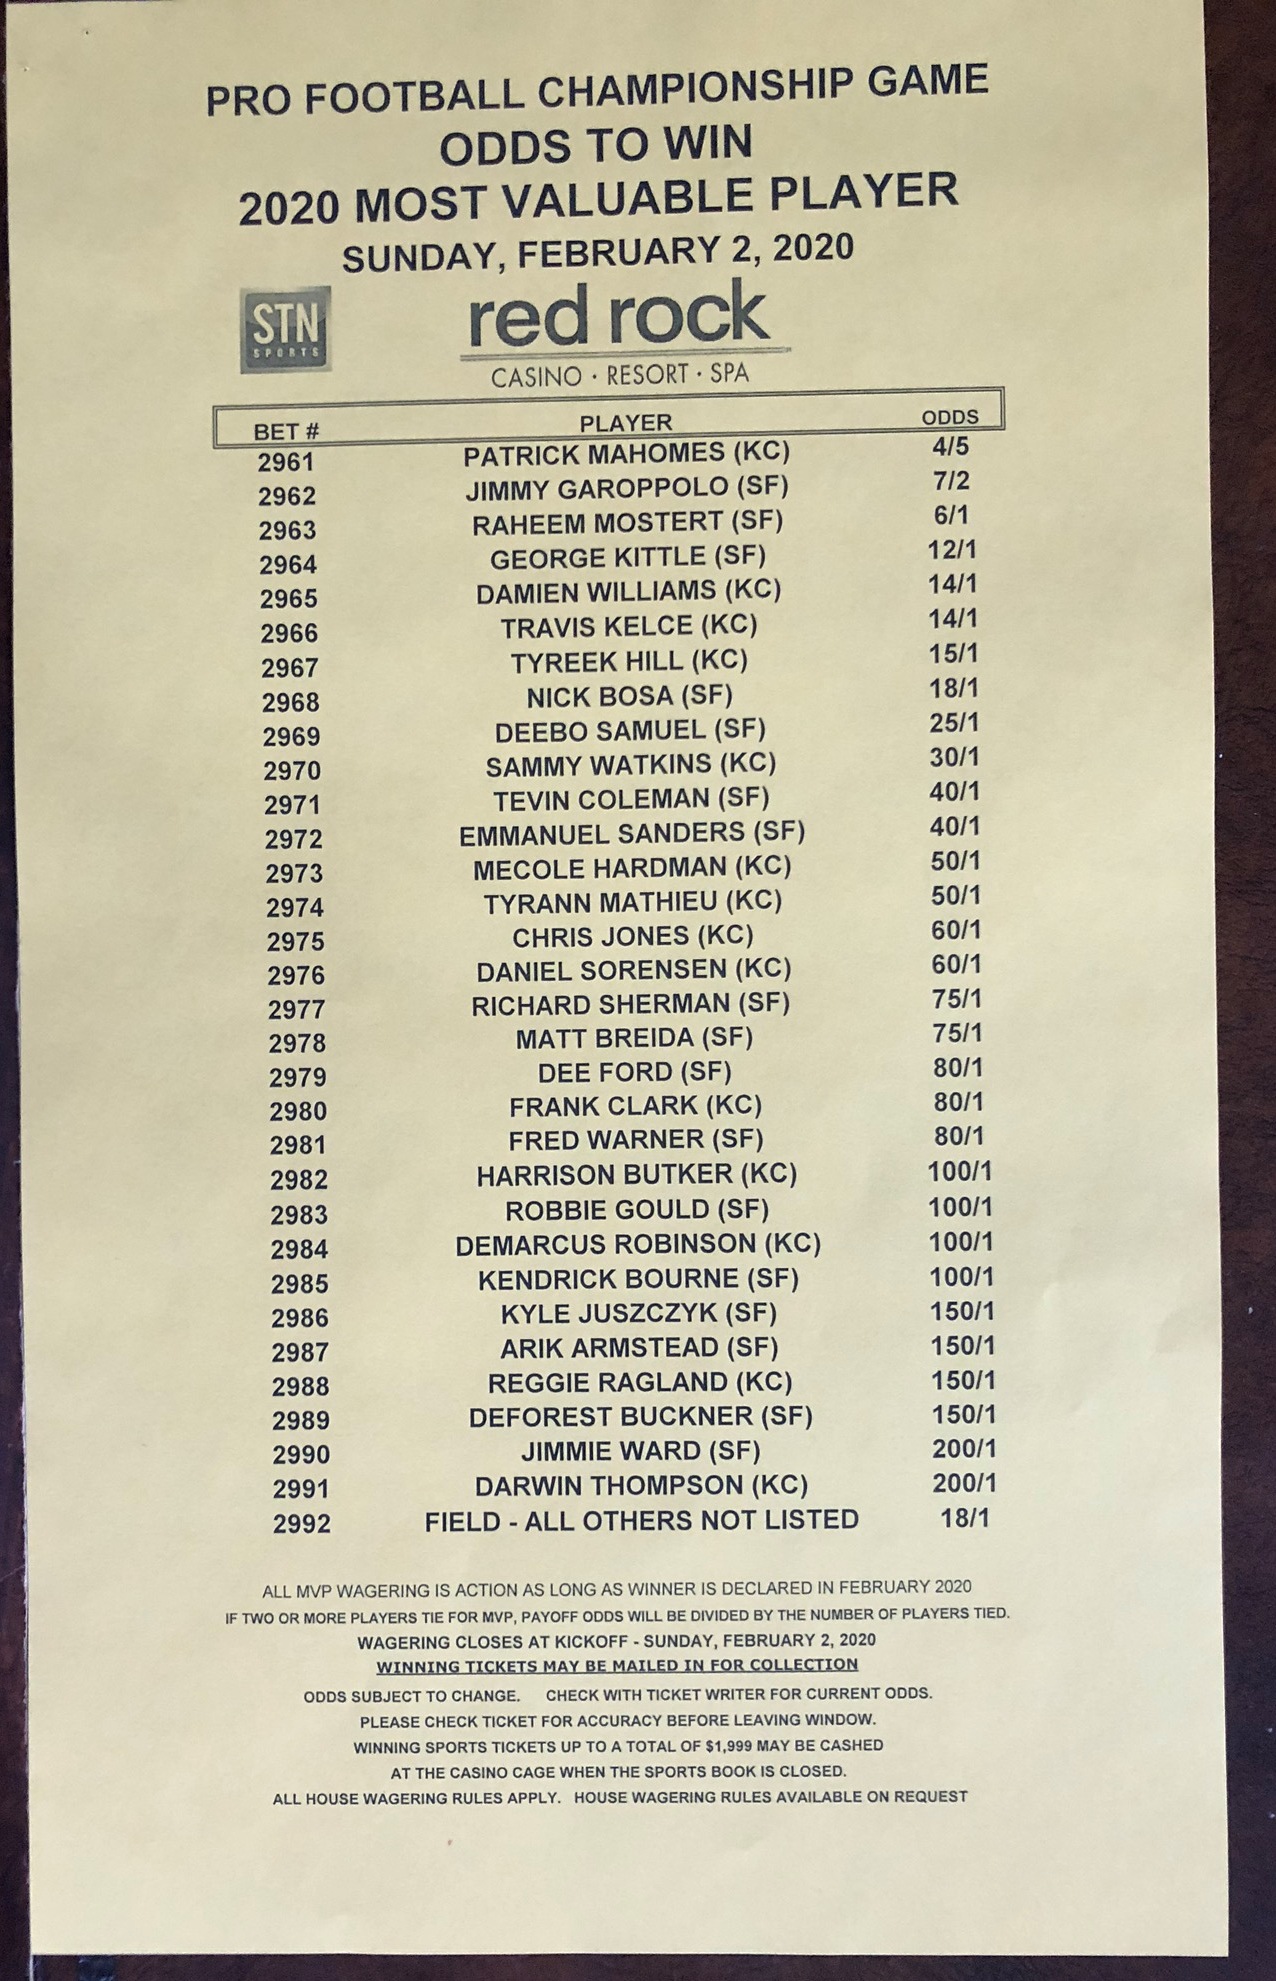 PRO FOOTBALL CHAMPIONSHIP GAME
ODDS TO WIN
2020 MOST VALUABLE PLAYER
SUNDAY, FEBRUARY 2, 2020
STN
SPORTS
red rock
CASINO · RESORT · SPA
BET # PLAYER ODDS
2961 PATRICK MAHOMES (KC) 4/5
2962 JIMMY GAROPPOLO (SF) 7/2
2963 RAHEEM MOSTERT (SF) 6/1
2964 GEORGE KITTLE (SF) 12/1
2965 DAMIEN WILLIAMS (KC) 14/1
2966 TRAVIS KELCE (KC) 14/1
2967 TYREEK HILL (KC) 15/1
2968 NICK BOSA (SF) 18/1
2969 DEEBO SAMUEL (SF) 25/1
2970 SAMMY WATKINS (KC) 30/1
2971 TEVIN COLEMAN (SF) 40/1
2972 EMMANUEL SANDERS (SF) 40/1
2973 MECOLE HARDMAN (KC) 50/1
2974 TYRANN MATHIEU (KC) 50/1
2975 CHRIS JONES (KC) 60/1
2976 DANIEL SORENSEN (KC) 60/1
2977 RICHARD SHERMAN (SF) 75/1
2978 MATT BREIDA (SF) 75/1
2979 DEE FORD (SF) 80/1
2980 FRANK CLARK (KC) 80/1
2981 FRED WARNER (SF) 80/1
2982 HARRISON BUTKER (KC) 100/1
2983 ROBBIE GOULD (SF) 100/1
2984 DEMARCUS ROBINSON (KC) 100/1
2985 KENDRICK BOURNE (SF) 100/1
2986 KYLE JUSZCZYK (SF) 150/1
2987 ARIK ARMSTEAD (SF) 150/1
2988 REGGIE RAGLAND (KC) 150/1
2989 DEFOREST BUCKNER (SF) 150/1
2990 JIMMIE WARD (SF) 200/1
2991 DARWIN THOMPSON (KC) 200/1
2992 FIELD - ALL OTHERS NOT LISTED 18/1
ALL MVP WAGERING IS ACTION AS LONG AS WINNER IS DECLARED IN FEBRUARY 2020
IF TWO OR MORE PLAYERS TIE FOR MVP, PAYOFF ODDS WILL BE DIVIDED BY THE NUMBER OF PLAYERS TIED.
WAGERING CLOSES AT KICKOFF - SUNDAY, FEBRUARY 2, 2020
WINNING TICKETS MAY BE MAILED IN FOR COLLECTION
ODDS SUBJECT TO CHANGE. CHECK WITH TICKET WRITER FOR CURRENT ODDS.
PLEASE CHECK TICKET FOR ACCURACY BEFORE LEAVING WINDOW.
WINNING SPORTS TICKETS UP TO A TOTAL OF $1,999 MAY BE CASHED
AT THE CASINO CAGE WHEN THE SPORTS BOOK IS CLOSED.
ALL HOUSE WAGERING RULES APPLY. HOUSE WAGERING RULES AVAILABLE ON REQUEST